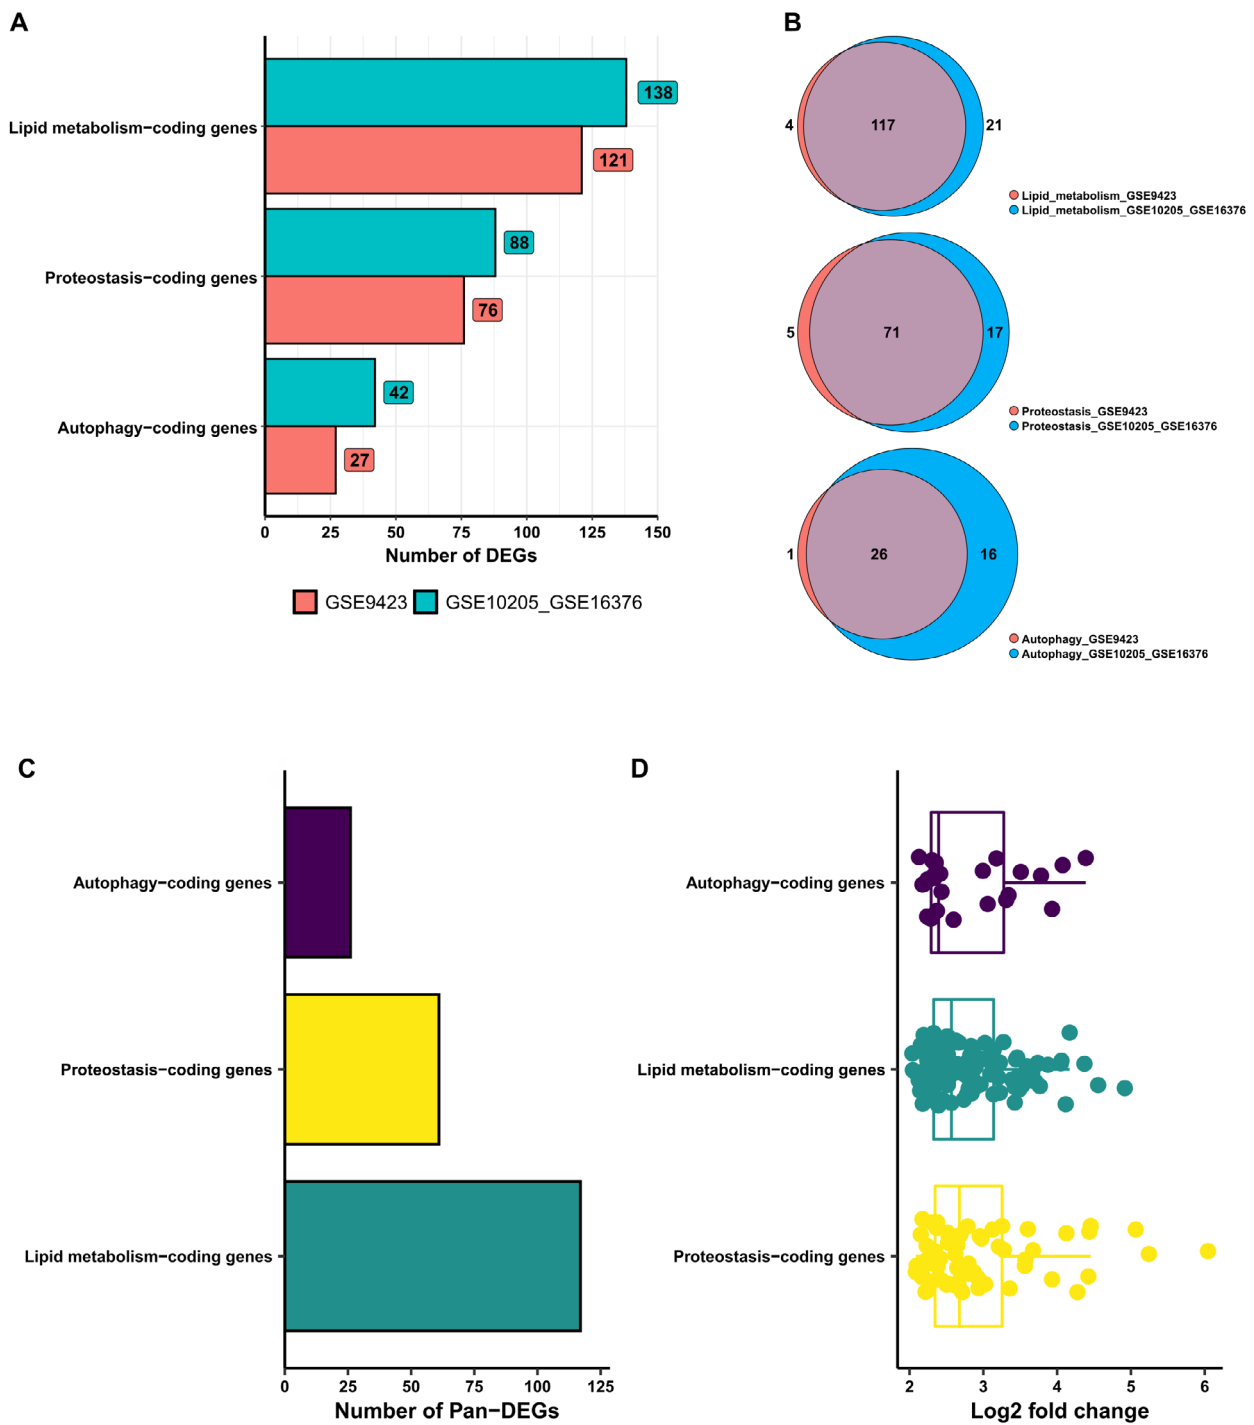 A
Lipid metabolism-coding genes
138
121
Proteostasis-coding genes
88
76
Autophagy-coding genes
42
27
0 25 50 75 100 125 150
Number of DEGs
GSE9423 GSE10205_GSE16376
B
4 117 21
Lipid_metabolism_GSE9423
Lipid_metabolism_GSE10205_GSE16376
5 71 17
Proteostasis_GSE9423
Proteostasis_GSE10205_GSE16376
1 26 16
Autophagy_GSE9423
Autophagy_GSE10205_GSE16376
C
Autophagy-coding genes
Proteostasis-coding genes
Lipid metabolism-coding genes
0 25 50 75 100 125
Number of Pan-DEGs
D
Autophagy-coding genes
Lipid metabolism-coding genes
Proteostasis-coding genes
2 3 4 5 6
Log2 fold change